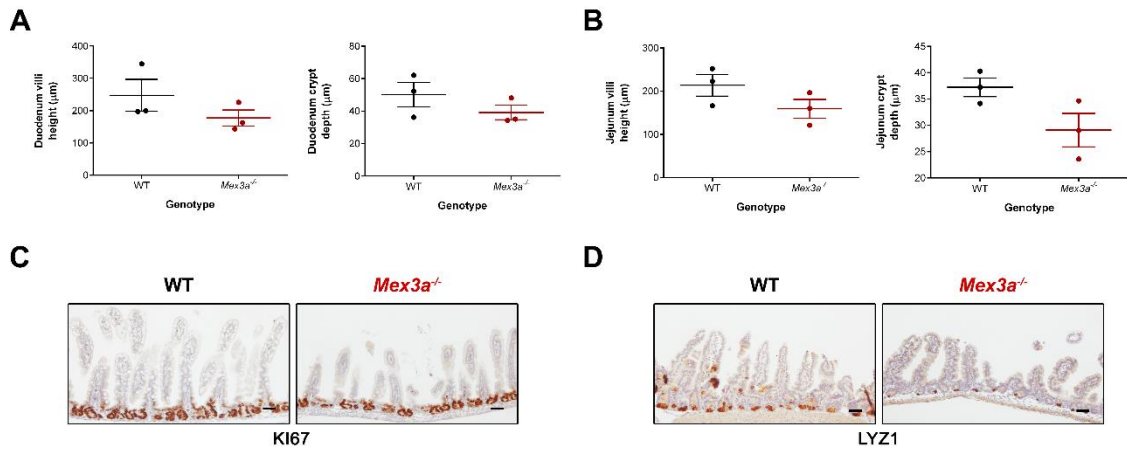 A
Duodenum villi
height (μm)
400
300
200
100
0
WT
Mex3a-/-
Genotype
Duodenum crypt
depth (μm)
80
60
40
20
0
WT
Mex3a-/-
Genotype
B
Jejunum villi
height (μm)
300
200
100
0
WT
Mex3a-/-
Genotype
Jejunum crypt
depth (μm)
45
40
35
30
25
20
WT
Mex3a-/-
Genotype
C
WT
Mex3a-/-
KI67
D
WT
Mex3a-/-
LYZ1